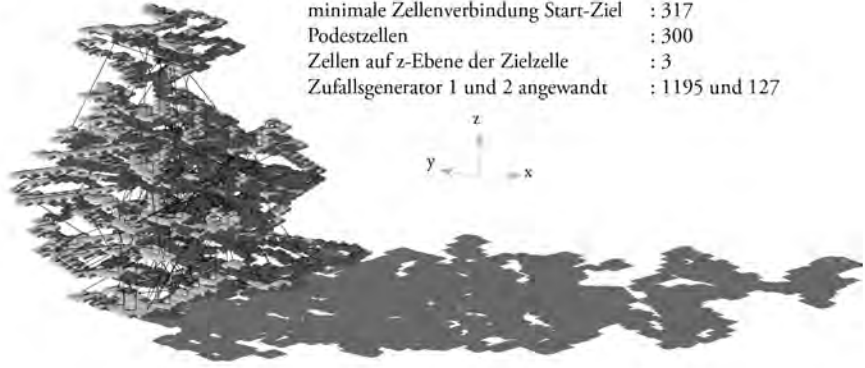 minimale Zellenverbindung Start-Ziel : 317
Podestzellen : 300
Zellen auf z-Ebene der Zielzelle : 3
Zufallsgenerator 1 und 2 angewandt : 1195 und 127
z
y
x